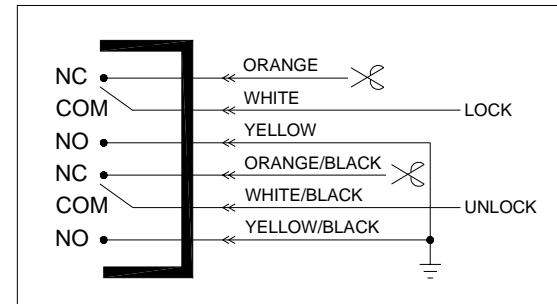 NC ORANGE
COM WHITE LOCK
NO YELLOW
NC ORANGE/BLACK
COM WHITE/BLACK UNLOCK
NO YELLOW/BLACK